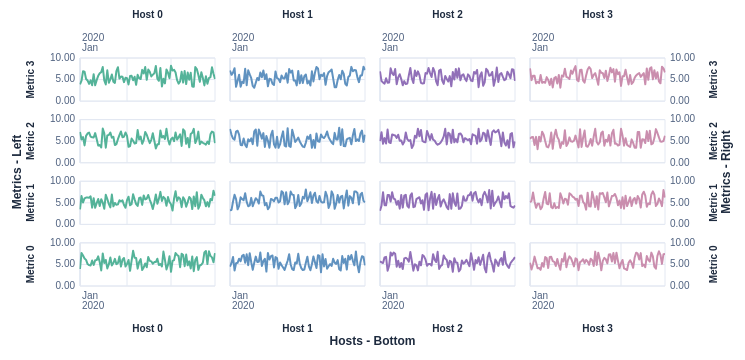 Host 0 Host 1 Host 2 Host 3
2020 2020 2020 2020
Jan Jan Jan Jan
10.00 10.00
Metric 3 5.00 5.00 Metric 3
0.00 0.00
10.00 10.00
Metric 2 5.00 5.00 Metric 2
0.00 0.00
Metrics - Left Metrics - Right
10.00 10.00
Metric 1 5.00 5.00 Metric 1
0.00 0.00
10.00 10.00
Metric 0 5.00 5.00 Metric 0
0.00 0.00
Jan Jan Jan Jan
2020 2020 2020 2020
Host 0 Host 1 Host 2 Host 3
Hosts - Bottom